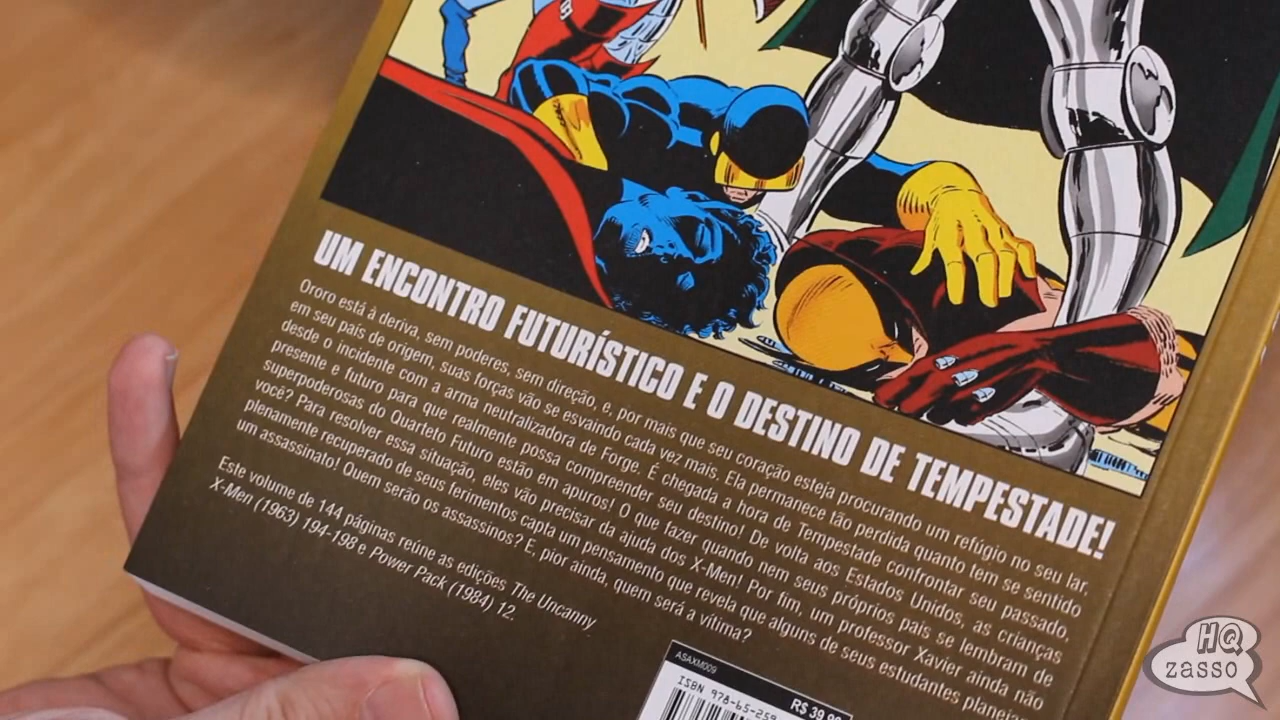 UM ENCONTRO FUTURÍSTICO E O DESTINO DE TEMPESTADE!
Ororo está à deriva, sem poderes, sem direção, e, por mais que seu coração esteja procurando um refúgio no seu lar,
em seu país de origem, suas forças vão se esvaindo cada vez mais. Ela permanece tão perdida quanto tem se sentido
desde o incidente com a arma neutralizadora de Forge. É chegada a hora de Tempestade confrontar seu passado,
presente e futuro para que realmente possa compreender seu destino! De volta aos Estados Unidos, as crianças
superpoderosas do Quarteto Futuro estão em apuros! O que fazer quando nem seus próprios pais se lembram de
você? Para resolver essa situação, eles vão precisar da ajuda dos X-Men! Por fim, um professor Xavier ainda não
plenamente recuperado de seus ferimentos capta um pensamento que revela que alguns de seus estudantes planejam
um assassinato! Quem serão os assassinos? E, pior ainda, quem será a vítima?
Este volume de 144 páginas reúne as edições The Uncanny
X-Men (1963) 194-198 e Power Pack (1984) 12.
ASAXM009
ISBN 978-65-259
R$ 39,90
HQ
zasso